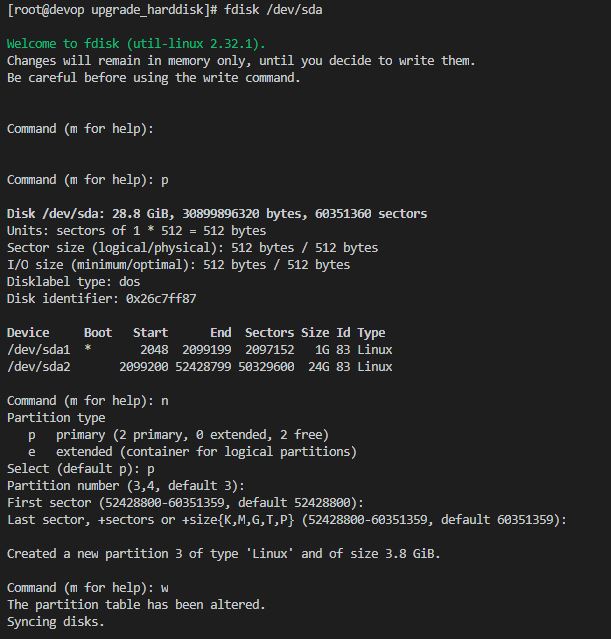 [root@devop upgrade_harddisk]# fdisk /dev/sda
Welcome to fdisk (util-linux 2.32.1).
Changes will remain in memory only, until you decide to write them.
Be careful before using the write command.
Command (m for help):
Command (m for help): p
Disk /dev/sda: 28.8 GiB, 30899896320 bytes, 60351360 sectors
Units: sectors of 1 * 512 = 512 bytes
Sector size (logical/physical): 512 bytes / 512 bytes
I/O size (minimum/optimal): 512 bytes / 512 bytes
Disklabel type: dos
Disk identifier: 0x26c7ff87
Device     Boot   Start      End  Sectors Size Id Type
/dev/sda1  *       2048  2099199  2097152   1G 83 Linux
/dev/sda2       2099200 52428799 50329600  24G 83 Linux
Command (m for help): n
Partition type
   p   primary (2 primary, 0 extended, 2 free)
   e   extended (container for logical partitions)
Select (default p): p
Partition number (3,4, default 3):
First sector (52428800-60351359, default 52428800):
Last sector, +sectors or +size{K,M,G,T,P} (52428800-60351359, default 60351359):
Created a new partition 3 of type 'Linux' and of size 3.8 GiB.
Command (m for help): w
The partition table has been altered.
Syncing disks.